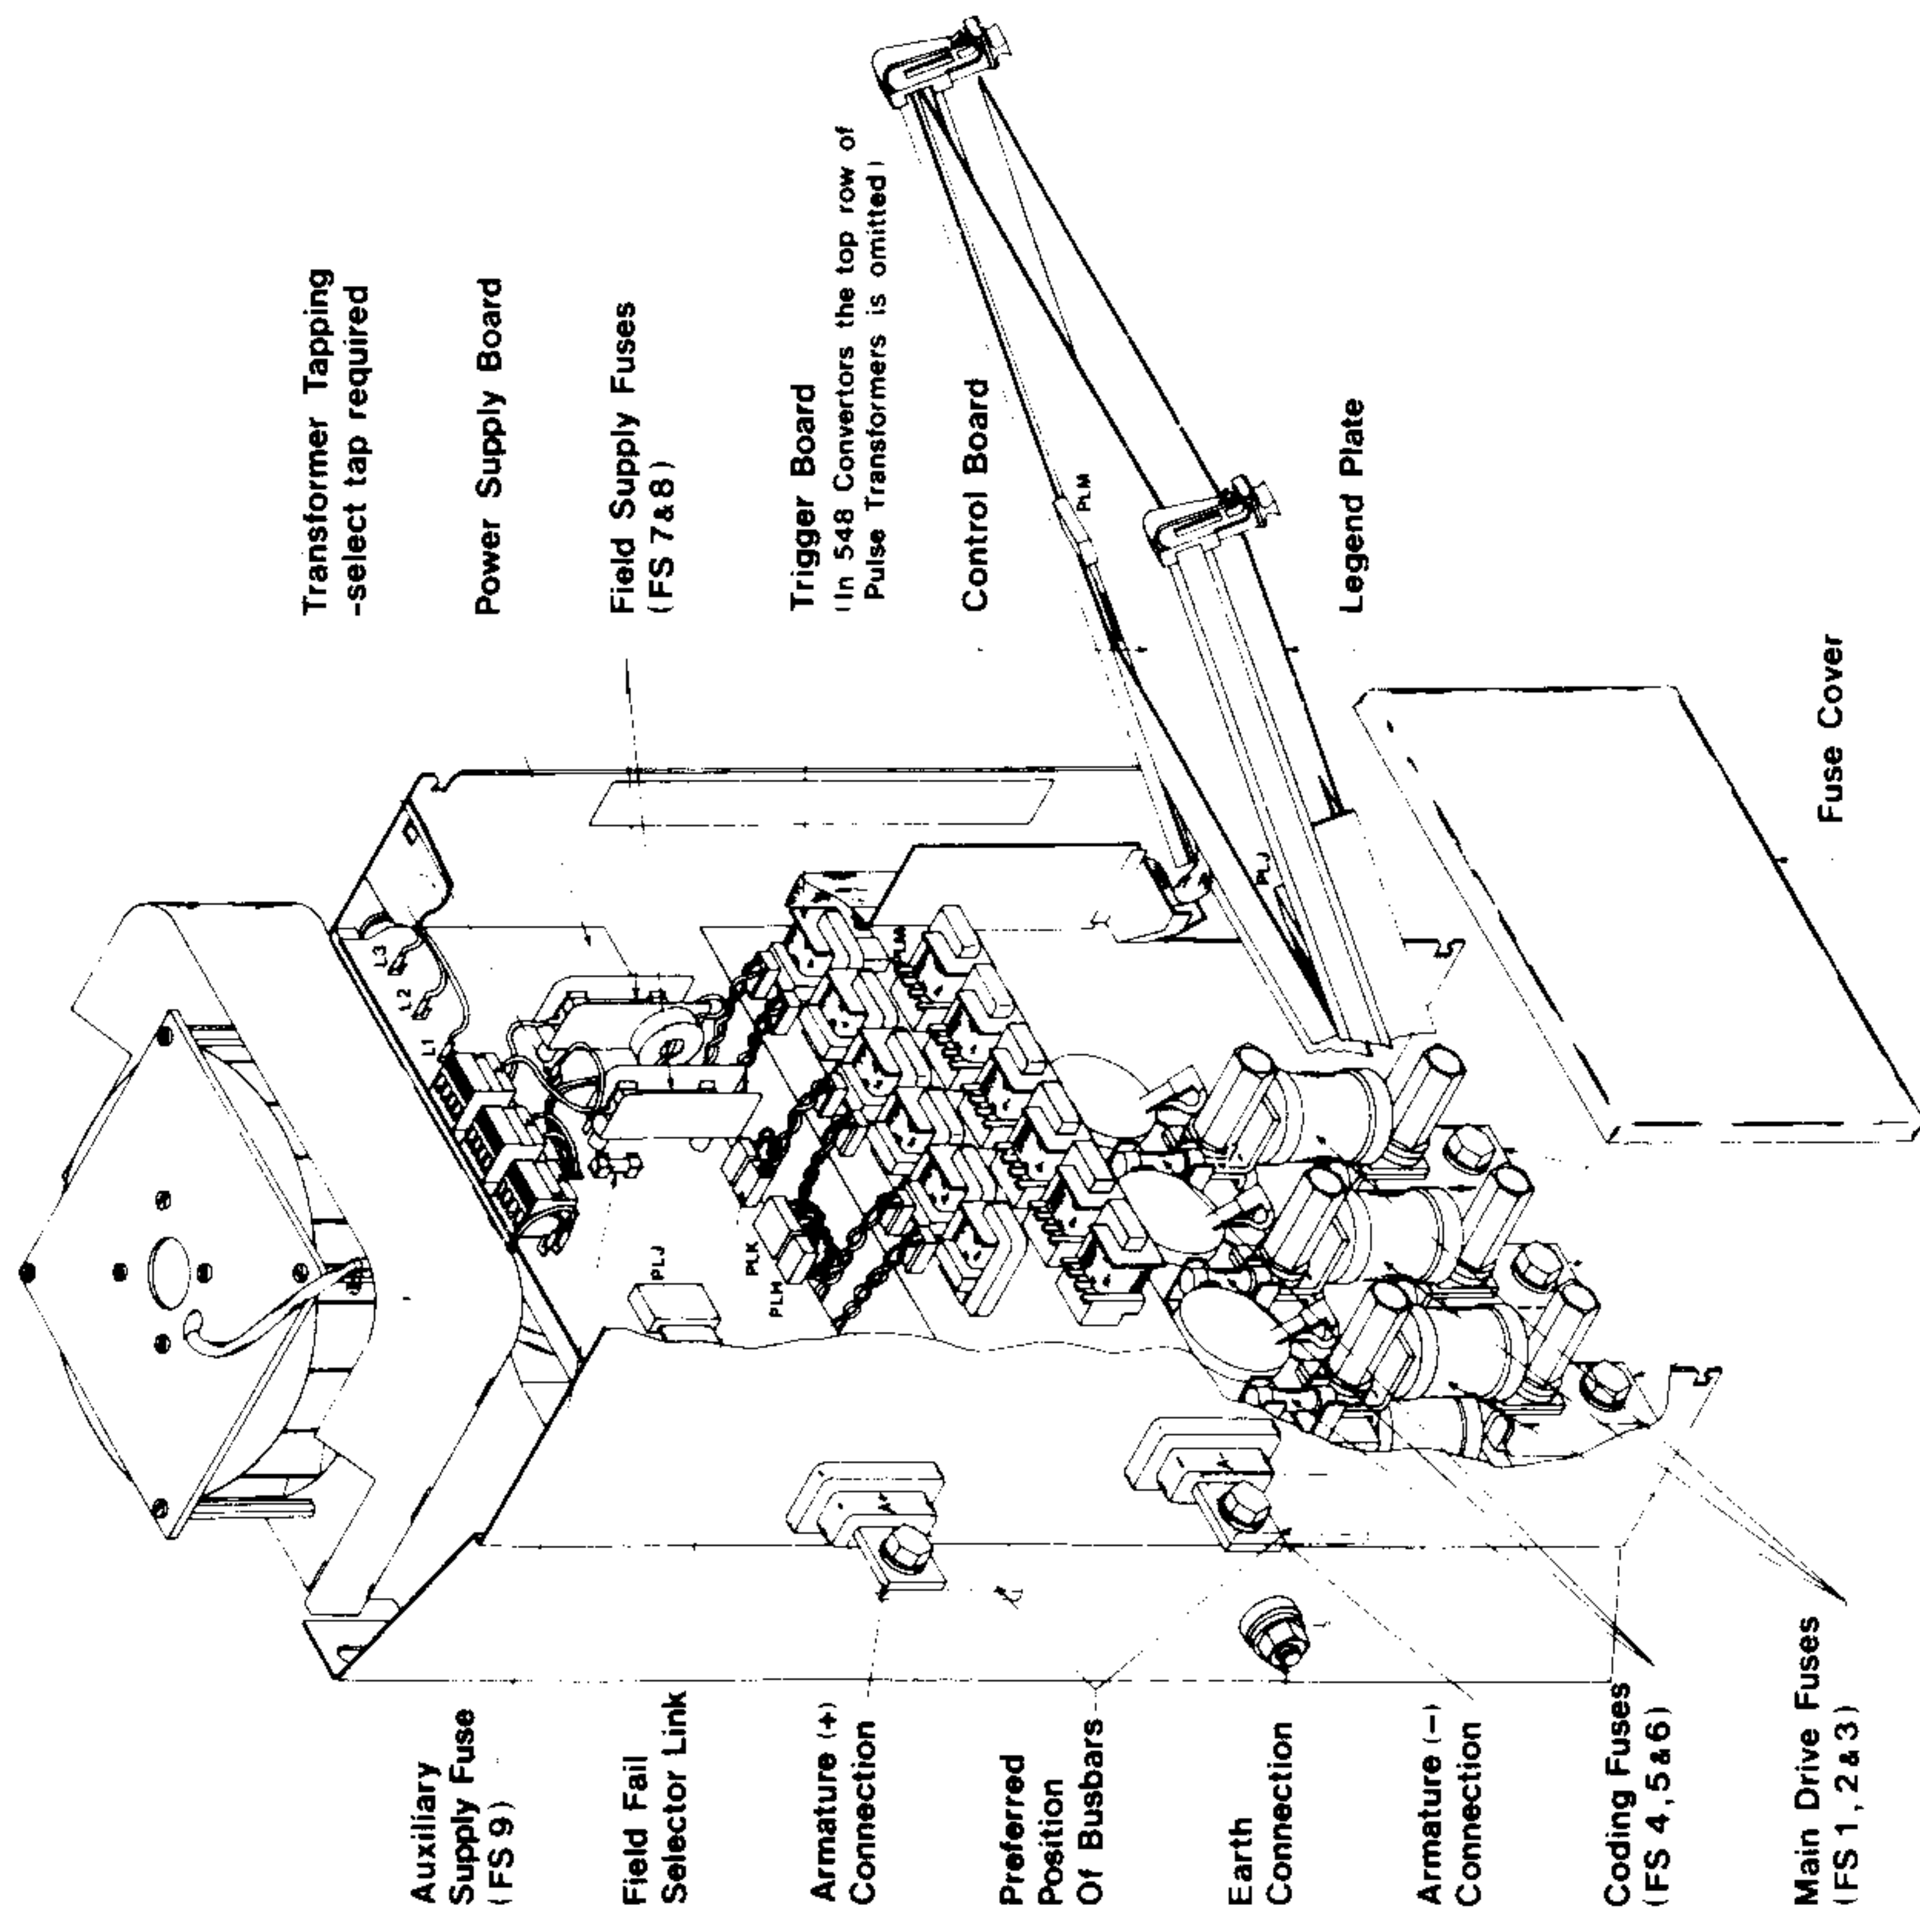 Transformer Tapping
-select tap required
Power Supply Board
Field Supply Fuses
(FS 7&8)
Trigger Board
(In 548 Convertors the top row of
Pulse Transformers is omitted)
Control Board
Legend Plate
Fuse Cover
PLM
PLJ
L3
L2
L1
PLM
PLJ
PLK
PLH
A+
A-
Auxiliary
Supply Fuse
(FS 9)
Field Fail
Selector Link
Armature (+)
Connection
Preferred
Position
Of Busbars
Earth
Connection
Armature (-)
Connection
Coding Fuses
(FS 4,5&6)
Main Drive Fuses
(FS 1, 2&3)